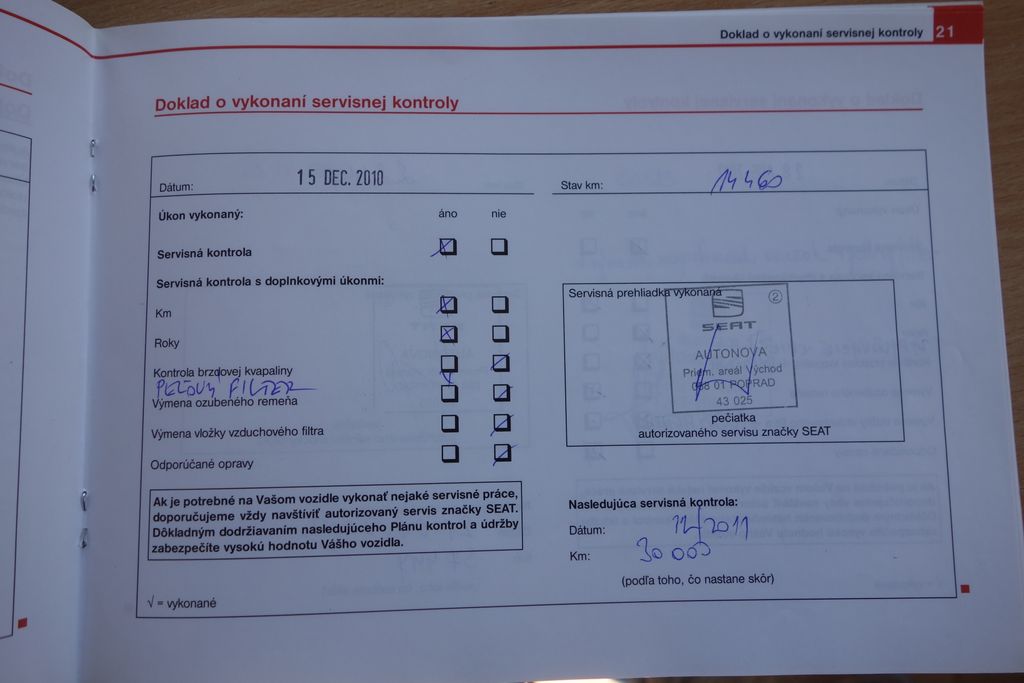 Doklad o vykonaní servisnej kontroly 21
Doklad o vykonaní servisnej kontroly
Dátum: 15 DEC. 2010
Stav km: 14 460
Úkon vykonaný: áno nie
Servisná kontrola
Servisná kontrola s doplnkovými úkonmi:
Km
Roky
Kontrola brzdovej kvapaliny
PEĽOVÝ FILTER
Výmena ozubeného remeňa
Výmena vložky vzduchového filtra
Odporúčané opravy
Servisná prehliadka vykonaná
2
SEAT
AUTONOVA
Priem. areál Východ
058 01 POPRAD
43 025
pečiatka
autorizovaného servisu značky SEAT
Ak je potrebné na Vašom vozidle vykonať nejaké servisné práce,
doporučujeme vždy navštíviť autorizovaný servis značky SEAT.
Dôkladným dodržiavaním nasledujúceho Plánu kontrol a údržby
zabezpečíte vysokú hodnotu Vášho vozidla.
Nasledujúca servisná kontrola:
Dátum: 12/2011
Km: 30 000
(podľa toho, čo nastane skôr)
√ = vykonané